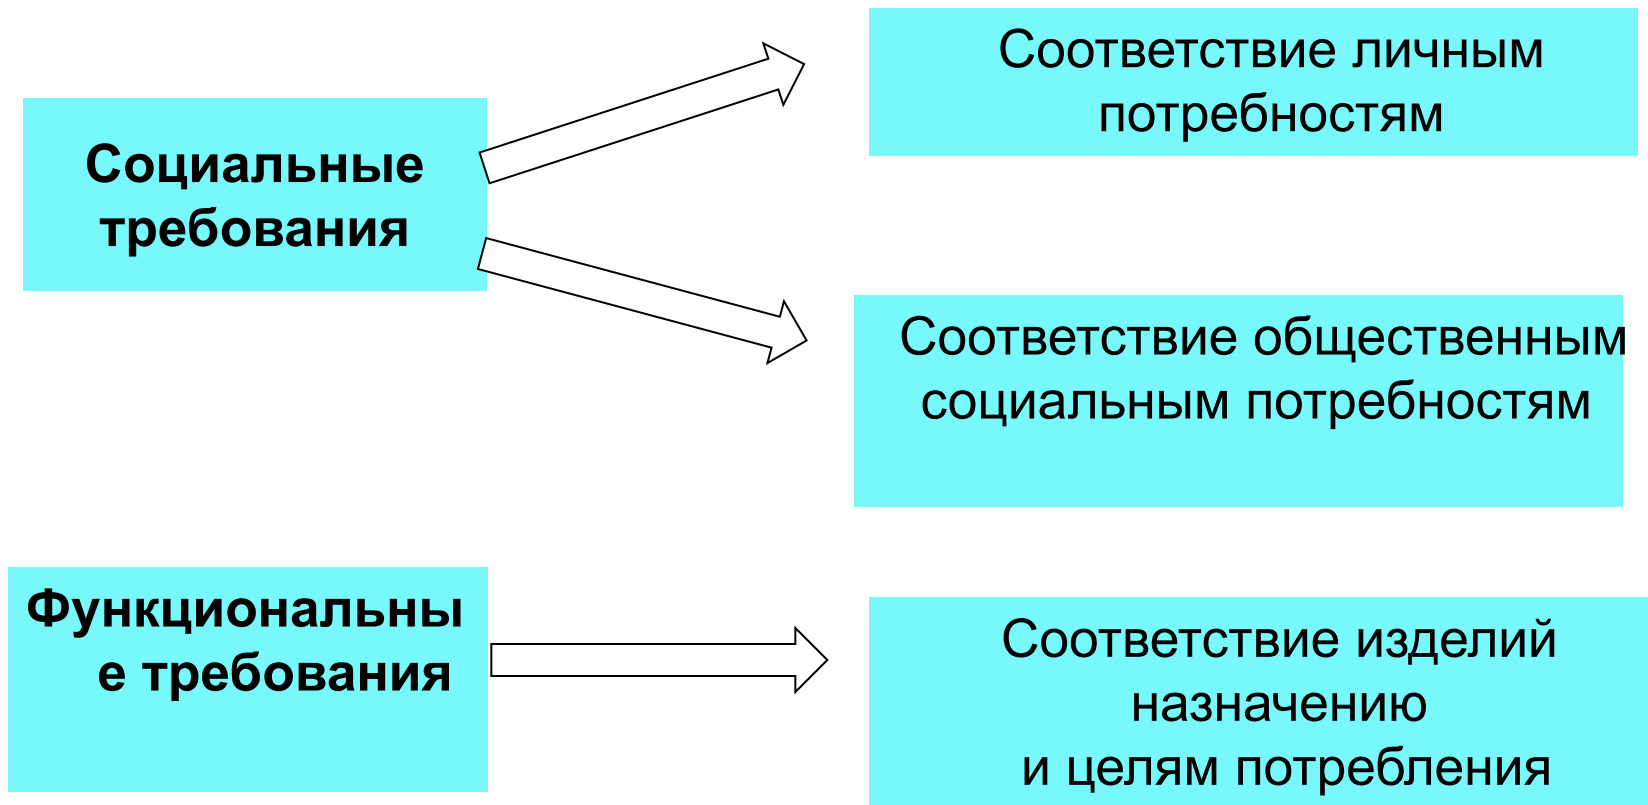 Социальные
требования
Соответствие личным
потребностям
Соответствие общественным
социальным потребностям
Функциональны
е требования
Соответствие изделий
назначению
и целям потребления